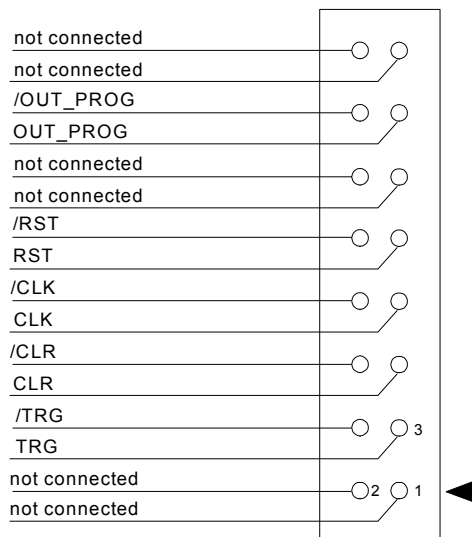 not connected
not connected
/OUT_PROG
OUT_PROG
not connected
not connected
/RST
RST
/CLK
CLK
/CLR
CLR
/TRG
3
TRG
not connected
2 1
not connected